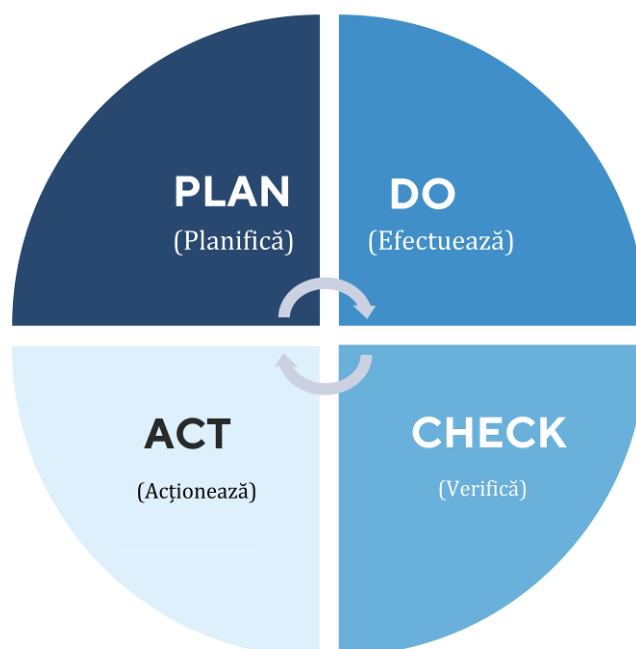 PLAN
(Planifică)
DO
(Efectuează)
ACT
(Acționează)
CHECK
(Verifică)